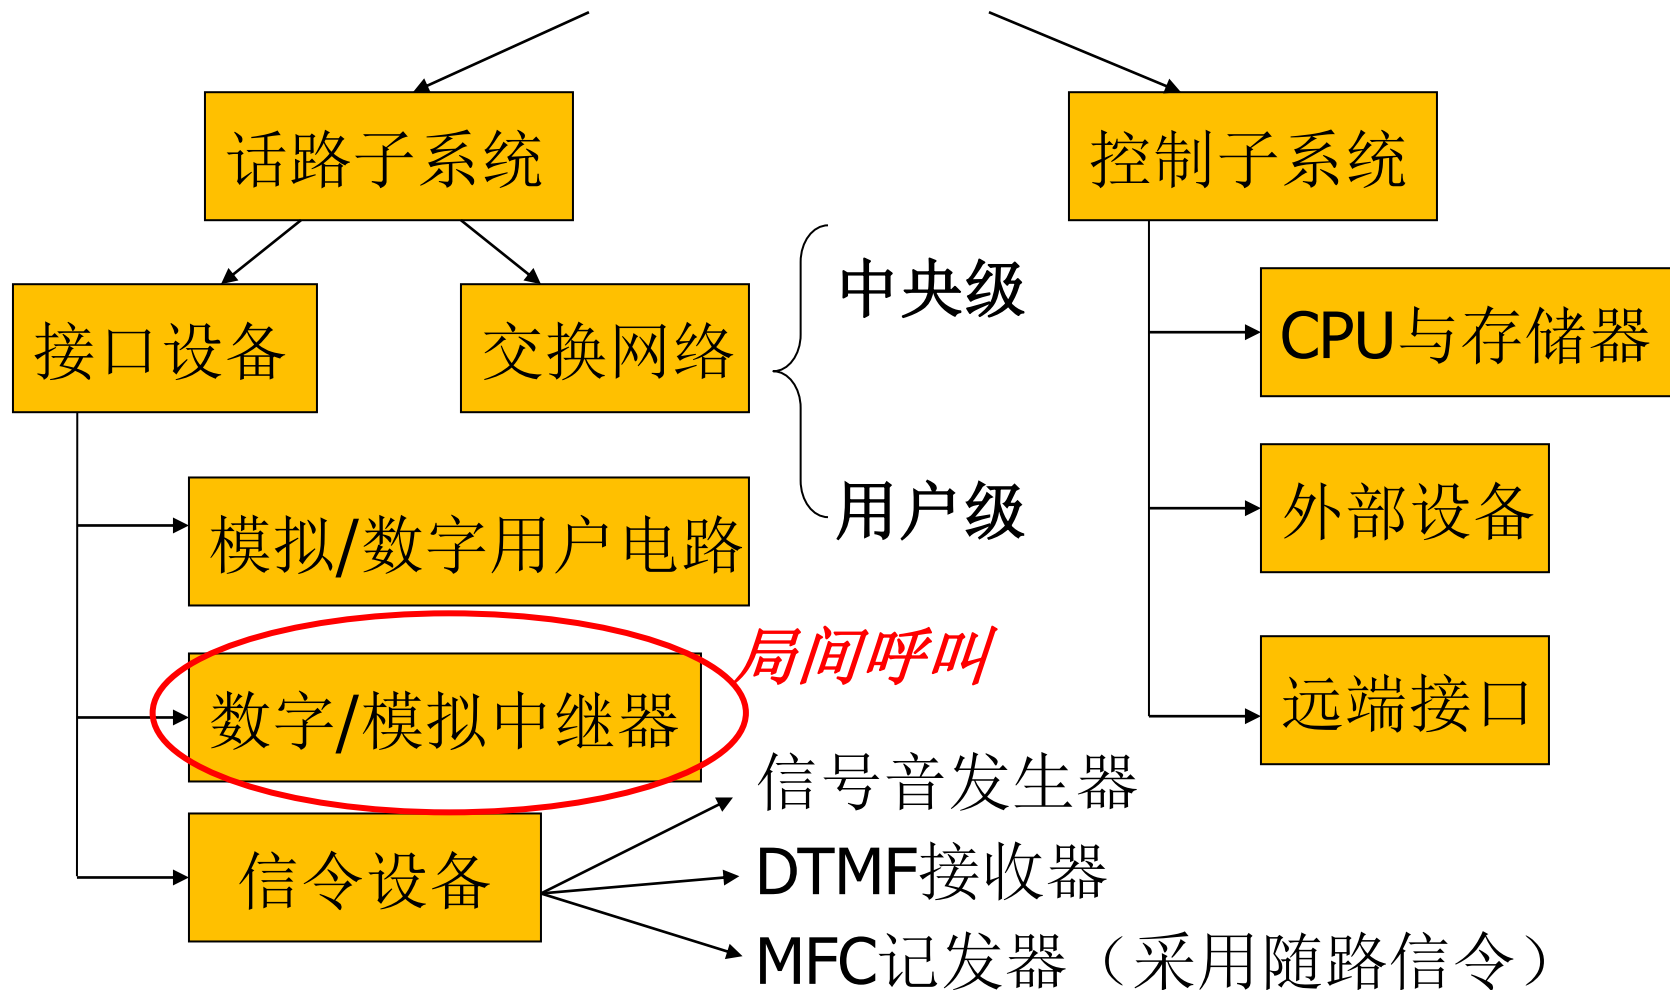 话路子系统
控制子系统
接口设备
交换网络
中央级
用户级
CPU与存储器
外部设备
远端接口
模拟/数字用户电路
数字/模拟中继器
局间呼叫
信令设备
信号音发生器
DTMF接收器
MFC记发器（采用随路信令）